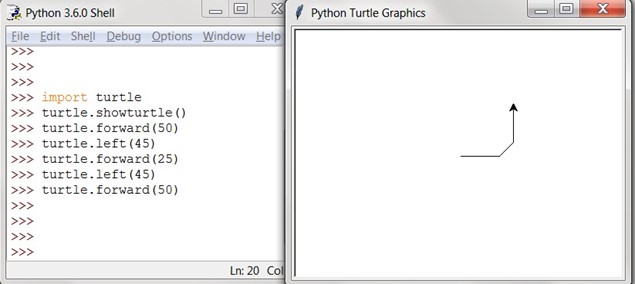 Python 3.6.0 Shell
File Edit Shell Debug Options Window Help
>>>
>>>
>>>
>>> import turtle
>>> turtle.showturtle()
>>> turtle.forward(50)
>>> turtle.left(45)
>>> turtle.forward(25)
>>> turtle.left(45)
>>> turtle.forward(50)
>>>
>>>
>>>
>>>
Ln: 20 Col
Python Turtle Graphics